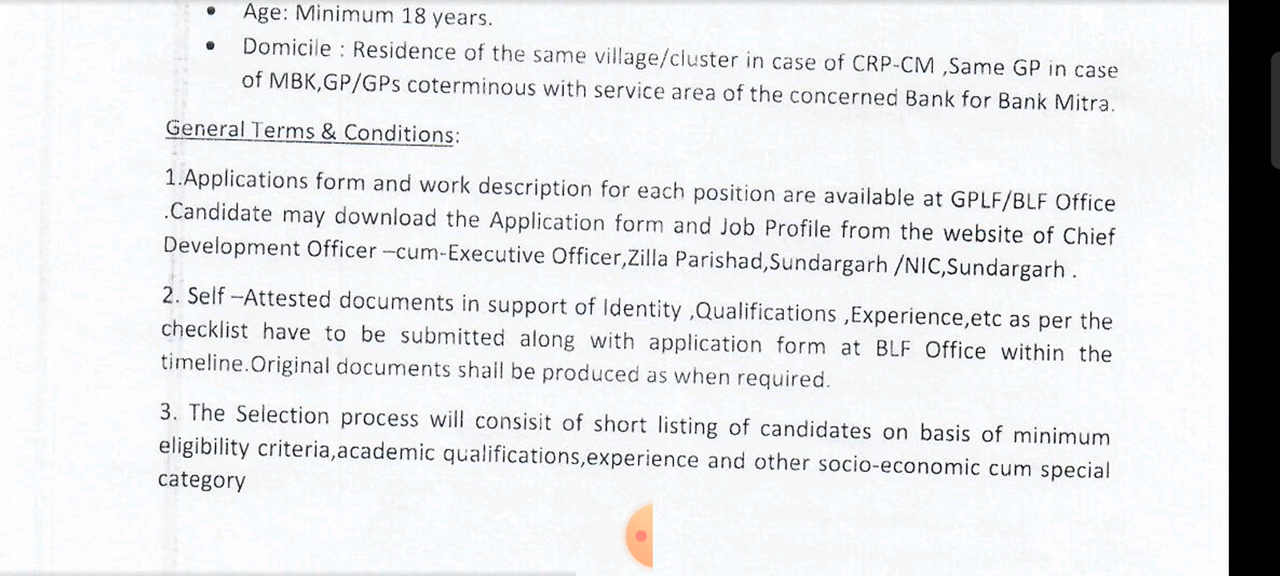 • Age: Minimum 18 years.
• Domicile : Residence of the same village/cluster in case of CRP-CM ,Same GP in case
of MBK,GP/GPs coterminous with service area of the concerned Bank for Bank Mitra.
General Terms & Conditions:
1.Applications form and work description for each position are available at GPLF/BLF Office
.Candidate may download the Application form and Job Profile from the website of Chief
Development Officer –cum-Executive Officer,Zilla Parishad,Sundargarh /NIC,Sundargarh .
2. Self –Attested documents in support of Identity ,Qualifications ,Experience,etc as per the
checklist have to be submitted along with application form at BLF Office within the
timeline.Original documents shall be produced as when required.
3. The Selection process will consisit of short listing of candidates on basis of minimum
eligibility criteria,academic qualifications,experience and other socio-economic cum special
category